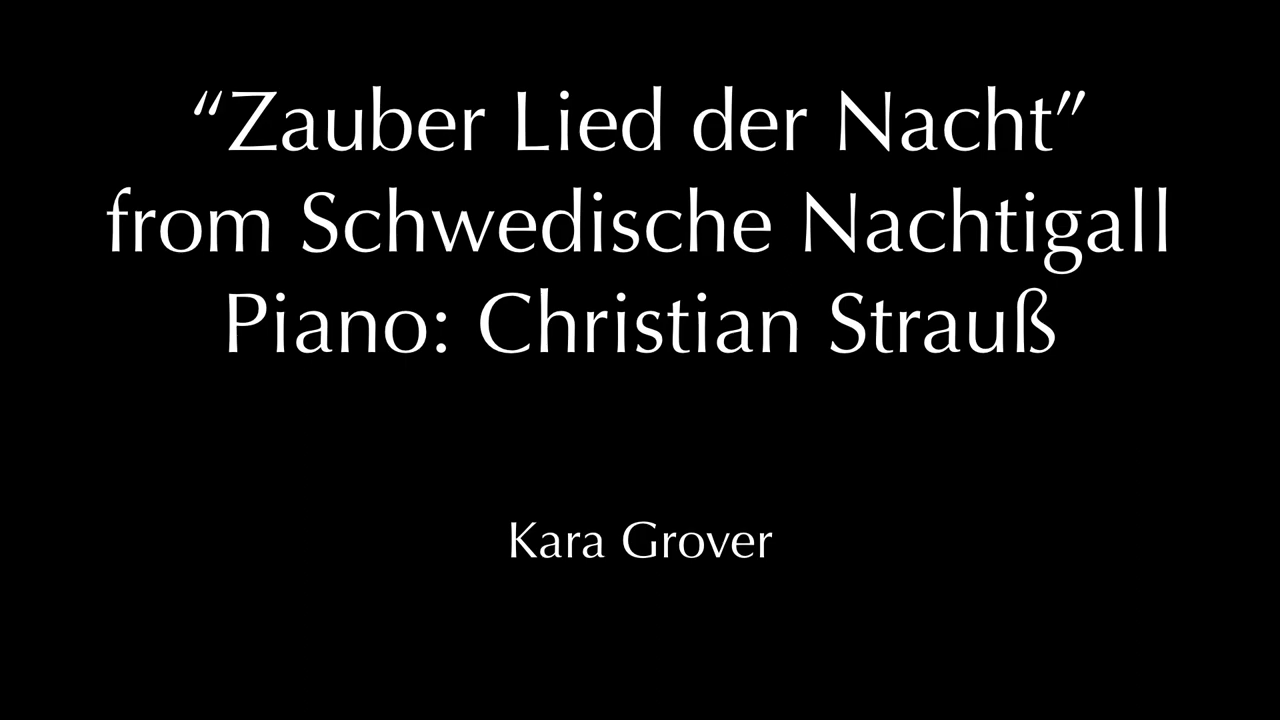 “Zauber Lied der Nacht”
from Schwedische Nachtigall
Piano: Christian Strauß
Kara Grover